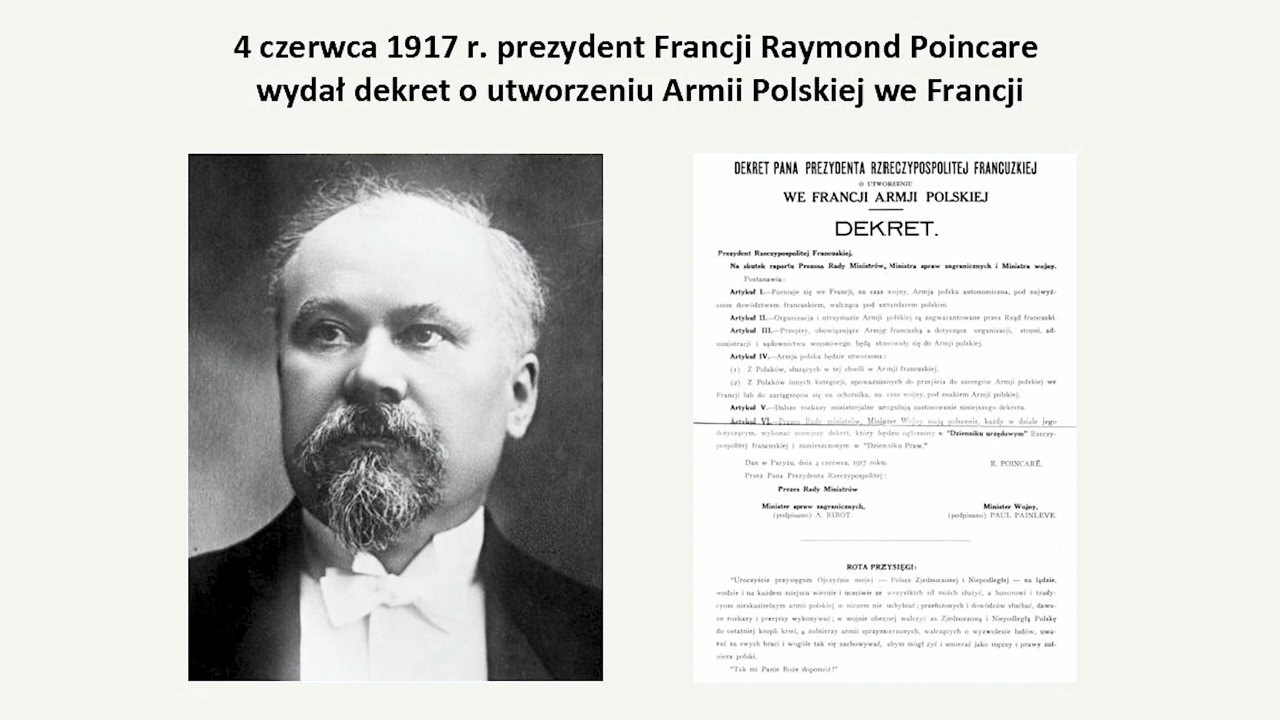 4 czerwca 1917 r. prezydent Francji Raymond Poincare
wydał dekret o utworzeniu Armii Polskiej we Francji
DEKRET PANA PREZYDENTA RZRECZYPOSPOLITEJ FRANCUZKIEJ
O UTWORZENIU
WE FRANCJI ARMJI POLSKIEJ
DEKRET.
Prezydent Rzeczypospolitej Francuskiej.
Na skutek raportu Prezesa Rady Ministrów, Ministra spraw zagranicznych i Ministra wojny.
Postanawia:
Artykuł I.—Formuje się we Francji, na czas wojny, Armja polska autonomiczna, pod najwyż-
szem dowództwem francuskiem, walcząca pod sztandarem polskim.
Artykuł II.—Organizacja i utrzymanie Armji polskiej są zagwarantowane przez Rząd francuski.
Artykuł III.—Przepisy, obowiązujące Armję francuzką a dotyczące organizacji, stopni, ad-
ministracji i sądownictwa wojskowego będą stosowały się do Armji polskiej.
Artykuł IV.—Armja polska będzie utworzona:
(1) Z Polaków, służących w tej chwili w Armji francuskiej.
(2) Z Polaków innych kategorji, upoważnionych do przejścia do szeregów Armji polskiej we
Francji lub do zaciągnięcia się na ochotnika, na czas wojny, pod znakiem Armji polskiej.
Artykuł V.—Dalsze rozkazy ministerjalne uregulują zastosowanie niniejszego dekretu.
Artykuł VI.—Prezes Rady ministrów, Minister Wojny mają polecenie, każdy w dziale jego
dotyczącym, wykonać niniejszy dekret, który będzie ogłoszony w "Dzienniku urzędowym" Rzeczy-
pospolitej francuskiej i zamieszczonym w "Dzienniku Praw."
Dan w Paryżu, dnia 4 czerwca, 1917 roku.
R. POINCARÉ.
Przez Pana Prezydenta Rzeczypospolitej:
Prezes Rady Ministrów
Minister spraw zagranicznych,
Minister Wojny,
(podpisano) A. RIBOT.
(podpisano) PAUL PAINLEVE.
ROTA PRZYSIĘGI:
"Uroczyście przysięgam Ojczyźnie mojej — Polsce Zjednoczonej i Niepodległej — na lądzie,
wodzie i na każdem miejscu wiernie i uczciwie ze wszystkich sił moich służyć, a honorowi i trady-
cyom nieskazitelnym armii polskiej w niczem nie uchybiać; przełożonych i dowódców słuchać, dawa-
ne rozkazy i przepisy wykonywać; w wojnie obecnej walczyć za Zjednoczoną i Niepodległą Polskę
do ostatniej kropli krwi, a żołnierzy armii sprzymierzonych, walczących o wyzwolenie ludów, uwa-
żać za swych braci i wogóle tak się zachowywać, abym mógł żyć i umierać jako mężny i prawy żoł-
nierz polski.
"Tak mi Panie Boże dopomóż!"